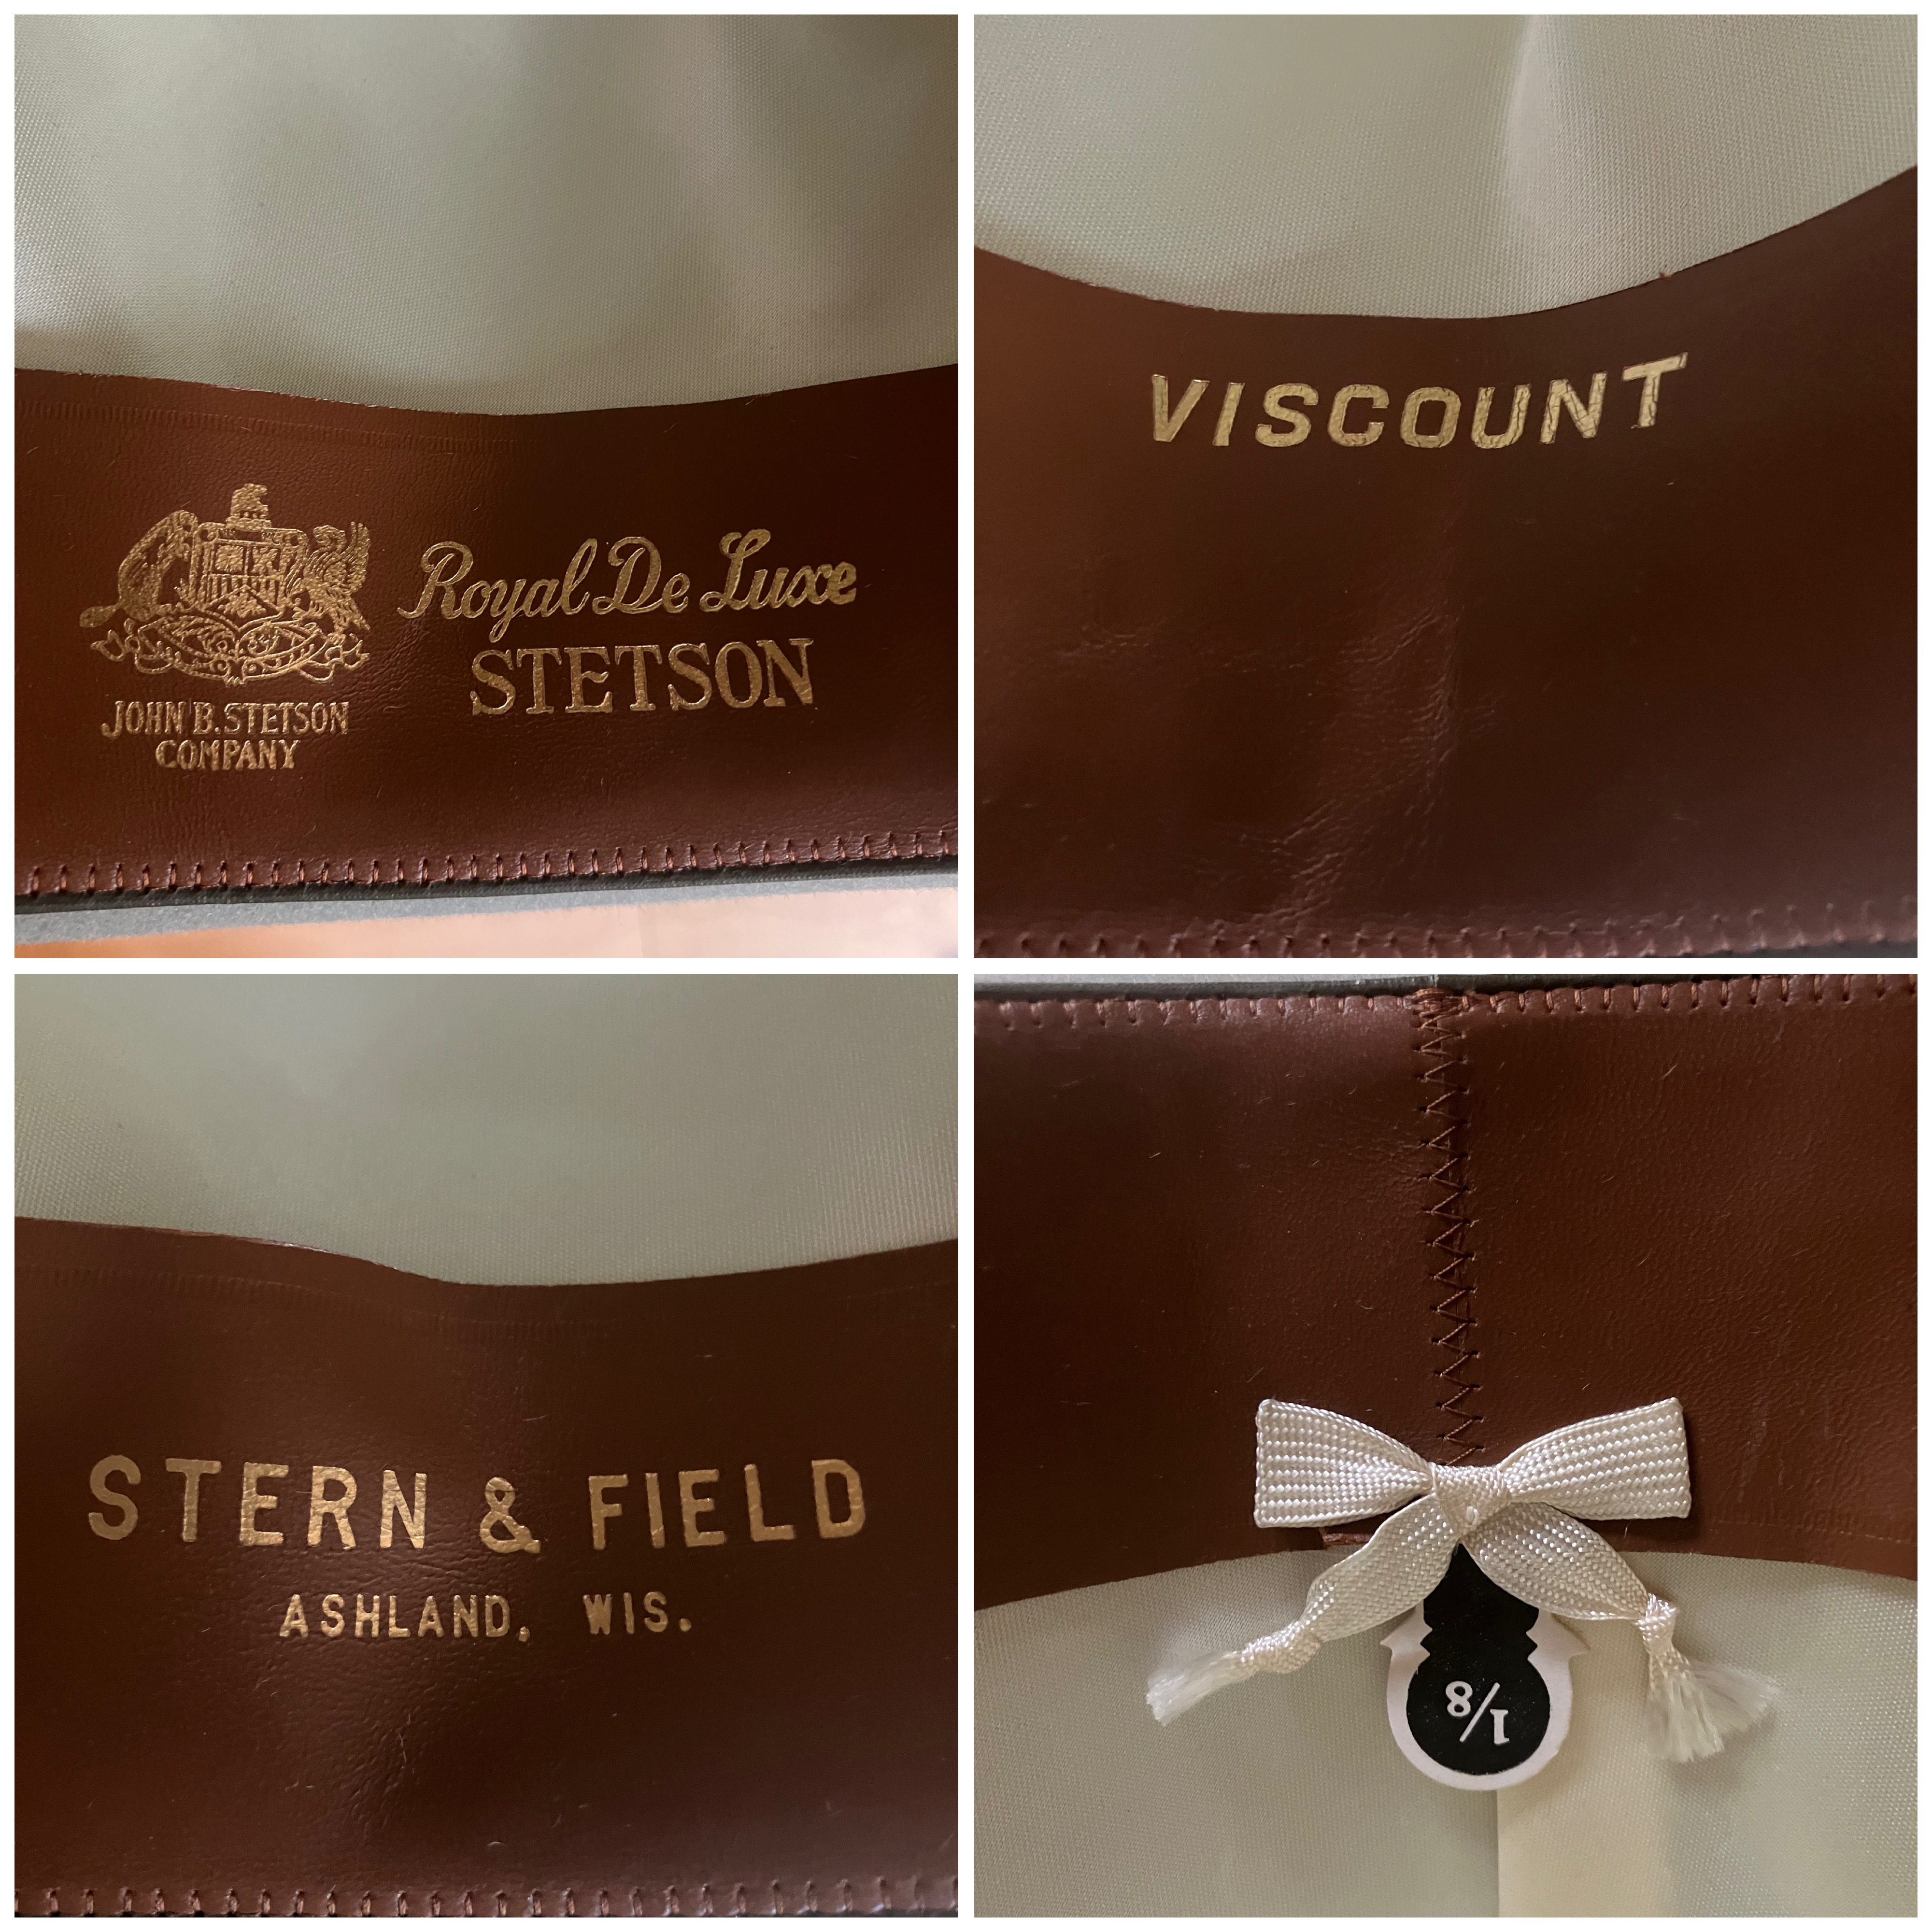 JOHN B. STETSON
COMPANY
Royal De Luxe
STETSON
VISCOUNT
STERN & FIELD
ASHLAND, WIS.
1/8